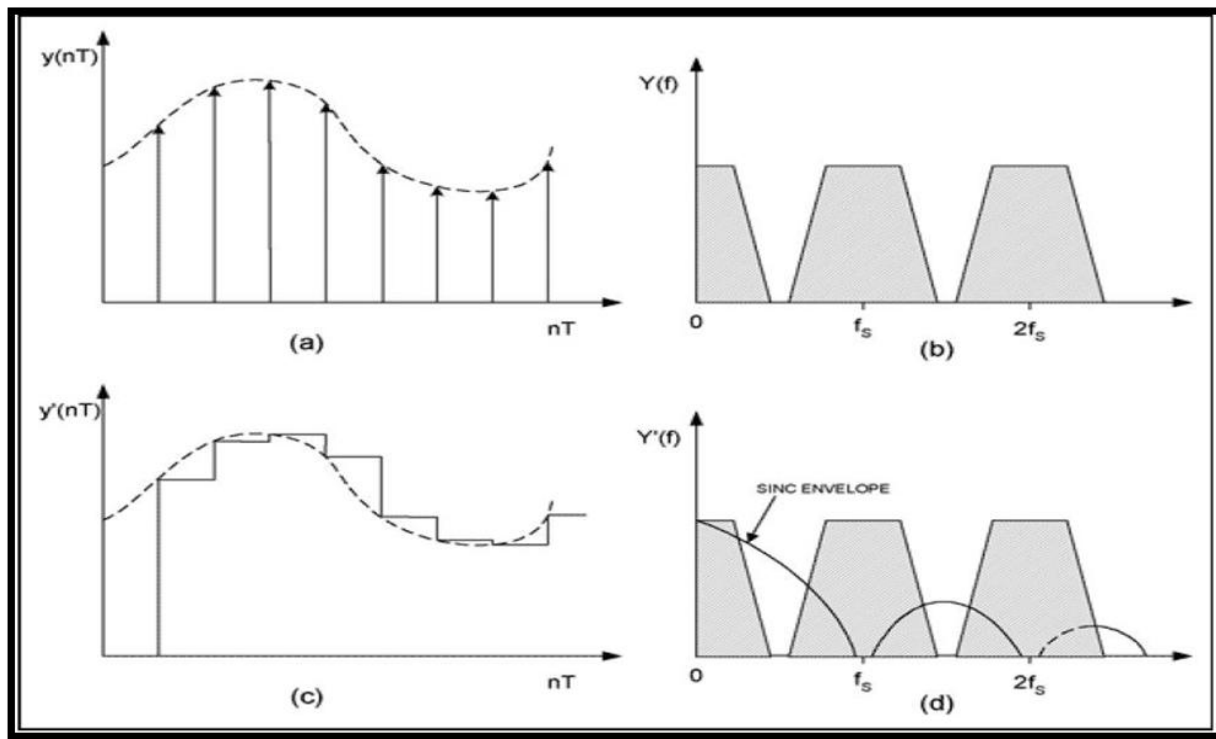 y(nT)
nT
(a)
Y(f)
0
fS
2fS
(b)
y'(nT)
nT
(c)
Y'(f)
SINC ENVELOPE
0
fS
2fS
(d)